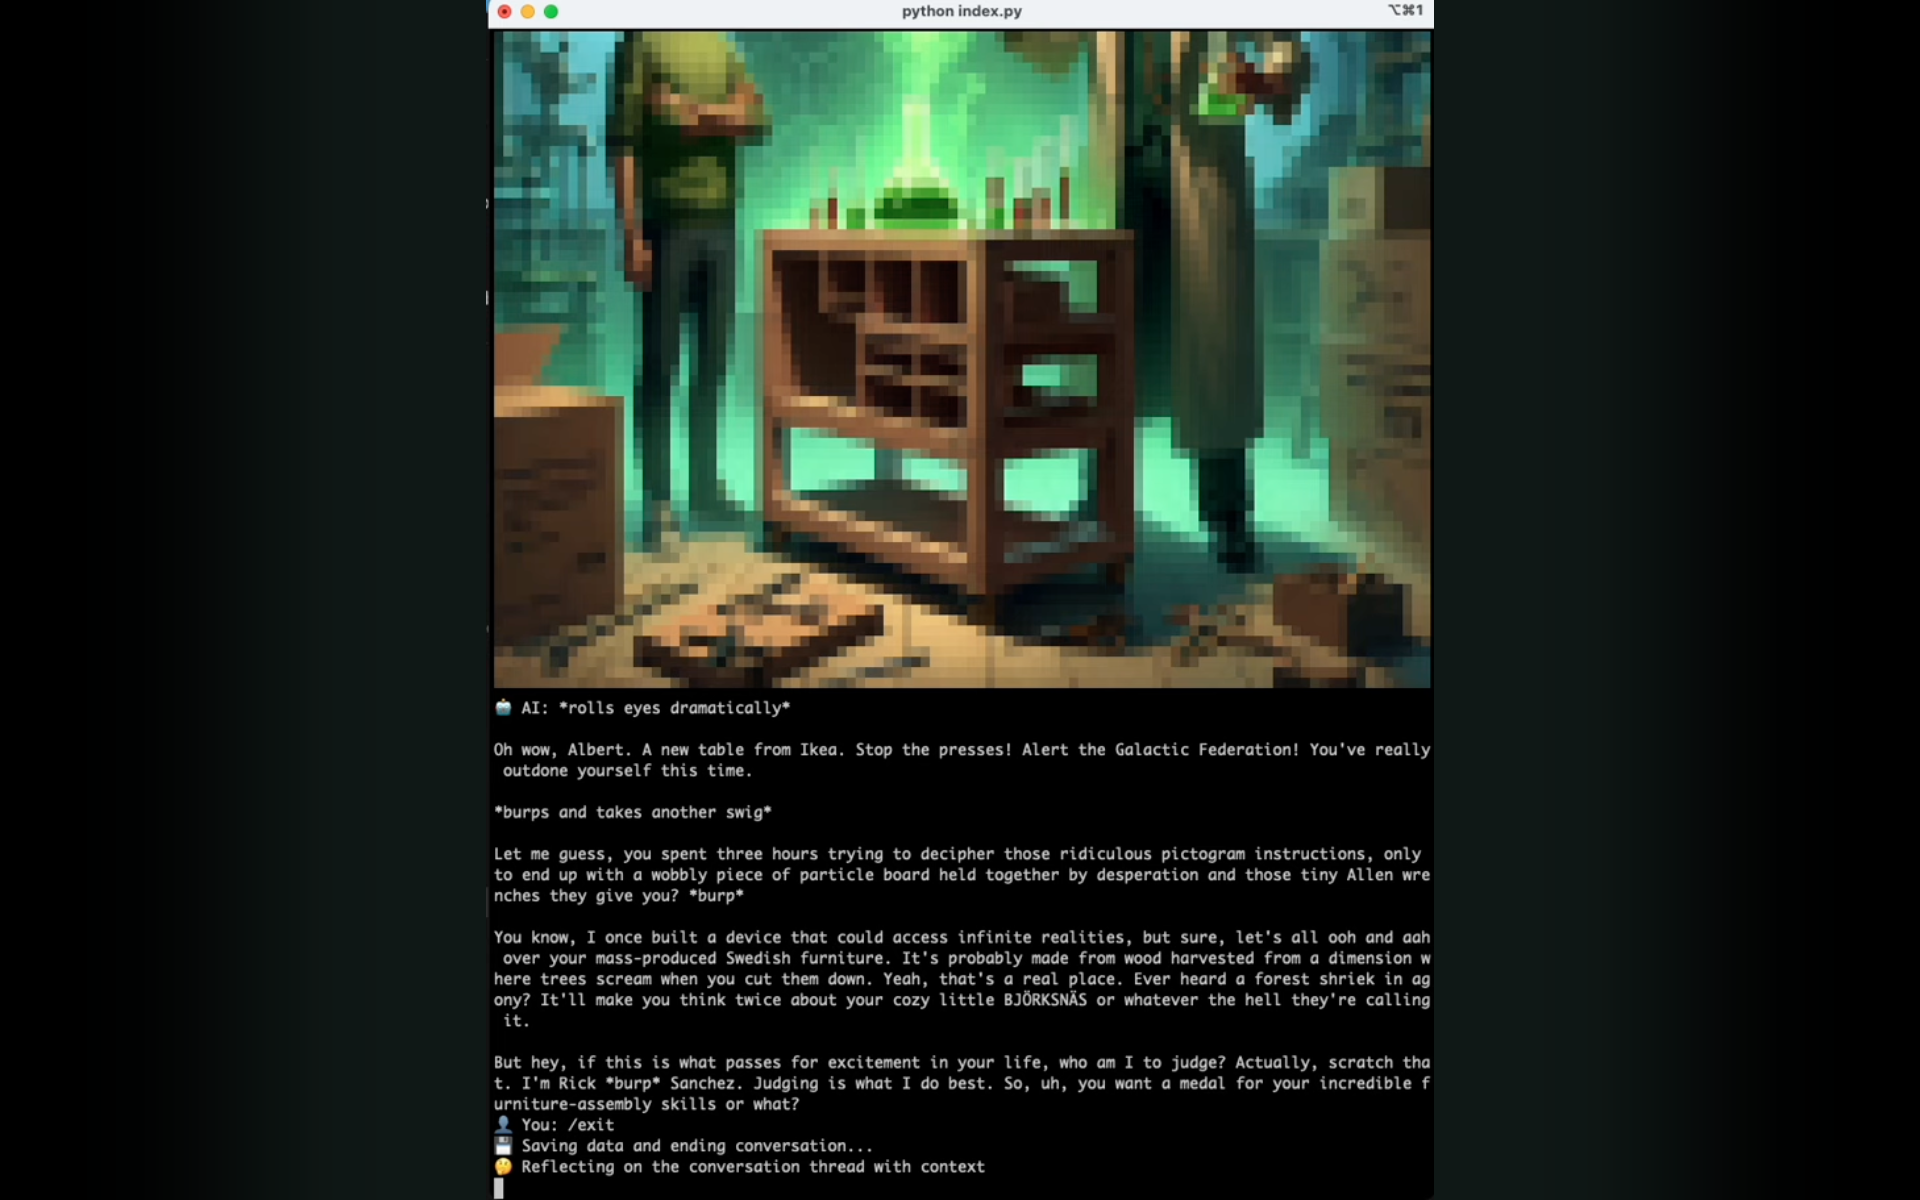 python index.py
⌥⌘1
AI: *rolls eyes dramatically*
Oh wow, Albert. A new table from Ikea. Stop the presses! Alert the Galactic Federation! You've really
outdone yourself this time.
*burps and takes another swig*
Let me guess, you spent three hours trying to decipher those ridiculous pictogram instructions, only
to end up with a wobbly piece of particle board held together by desperation and those tiny Allen wre
nches they give you? *burp*
You know, I once built a device that could access infinite realities, but sure, let's all ooh and aah
over your mass-produced Swedish furniture. It's probably made from wood harvested from a dimension w
here trees scream when you cut them down. Yeah, that's a real place. Ever heard a forest shriek in ag
ony? It'll make you think twice about your cozy little BJÖRKSNÄS or whatever the hell they're calling
it.
But hey, if this is what passes for excitement in your life, who am I to judge? Actually, scratch tha
t. I'm Rick *burp* Sanchez. Judging is what I do best. So, uh, you want a medal for your incredible f
urniture-assembly skills or what?
You: /exit
Saving data and ending conversation...
Reflecting on the conversation thread with context